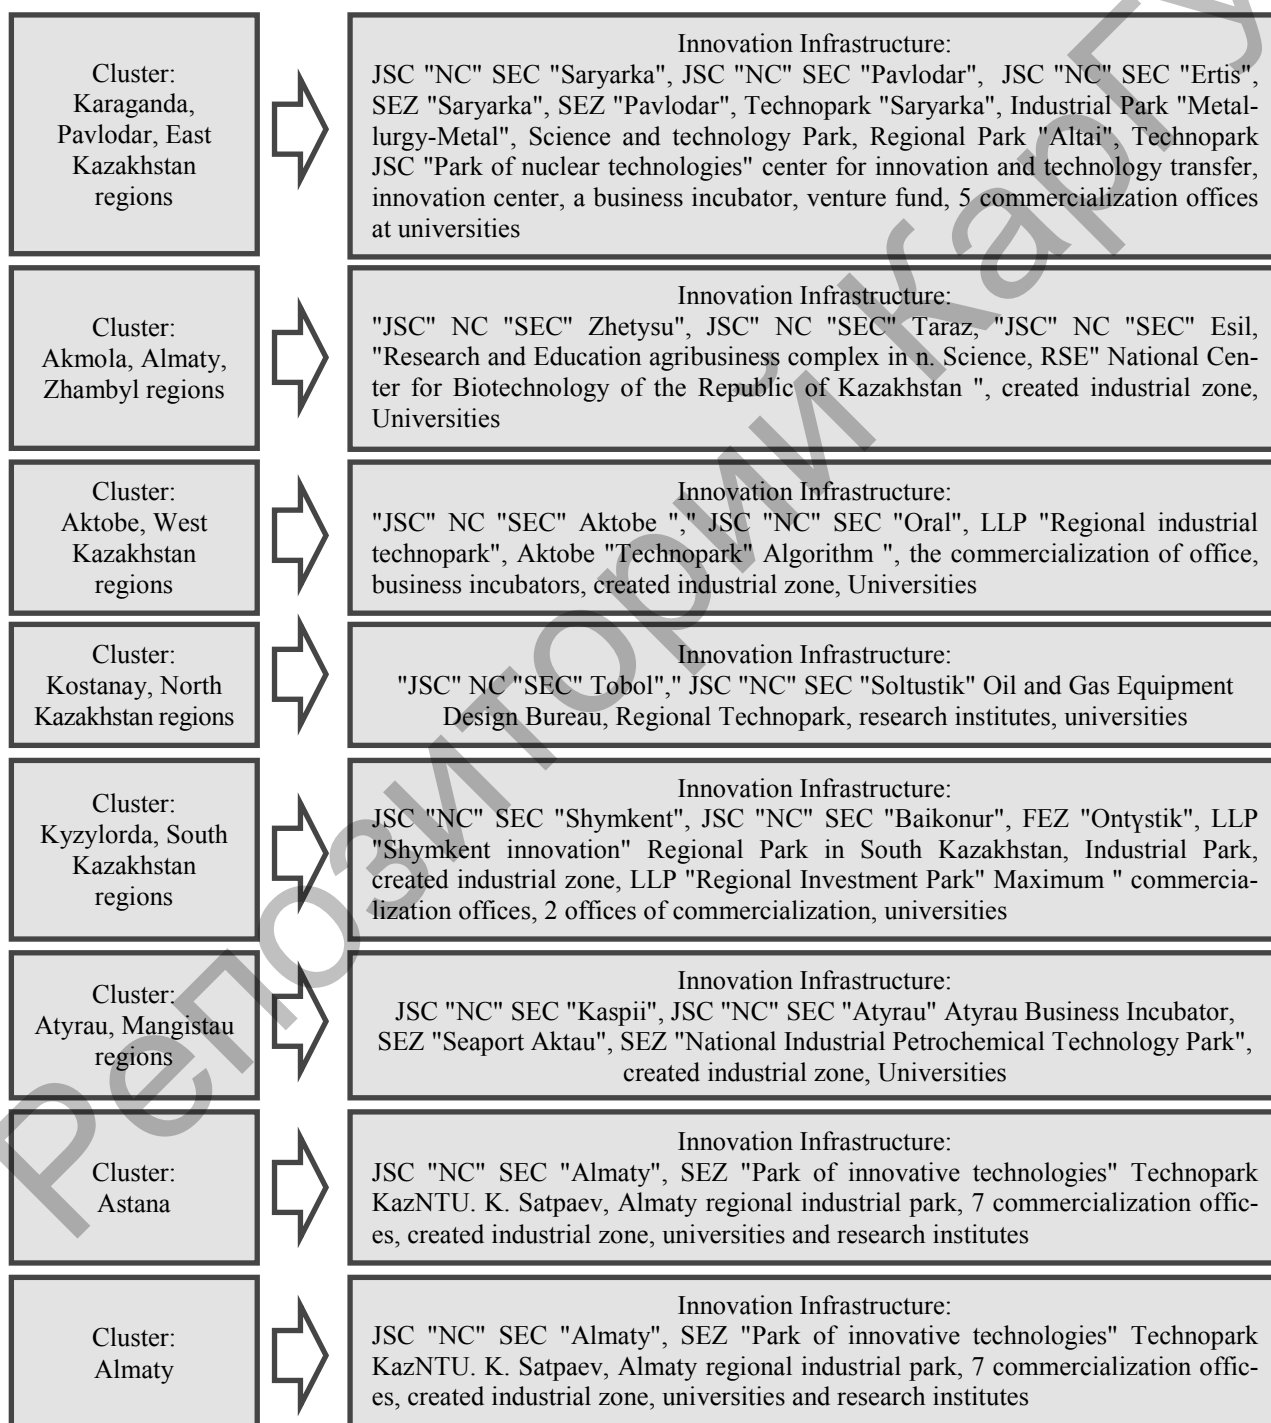 Cluster:
Karaganda,
Pavlodar, East
Kazakhstan
regions
Innovation Infrastructure:
JSC "NC" SEC "Saryarka", JSC "NC" SEC "Pavlodar", JSC "NC" SEC "Ertis",
SEZ "Saryarka", SEZ "Pavlodar", Technopark "Saryarka", Industrial Park "Metal-
lurgy-Metal", Science and technology Park, Regional Park "Altai", Technopark
JSC "Park of nuclear technologies" center for innovation and technology transfer,
innovation center, a business incubator, venture fund, 5 commercialization offices
at universities
Cluster:
Akmola, Almaty,
Zhambyl regions
Innovation Infrastructure:
"JSC" NC "SEC" Zhetysu", JSC" NC "SEC" Taraz, "JSC" NC "SEC" Esil,
"Research and Education agribusiness complex in n. Science, RSE" National Cen-
ter for Biotechnology of the Republic of Kazakhstan ", created industrial zone,
Universities
Cluster:
Aktobe, West
Kazakhstan
regions
Innovation Infrastructure:
"JSC" NC "SEC" Aktobe "," JSC "NC" SEC "Oral", LLP "Regional industrial
technopark", Aktobe "Technopark" Algorithm ", the commercialization of office,
business incubators, created industrial zone, Universities
Cluster:
Kostanay, North
Kazakhstan regions
Innovation Infrastructure:
"JSC" NC "SEC" Tobol"," JSC "NC" SEC "Soltustik" Oil and Gas Equipment
Design Bureau, Regional Technopark, research institutes, universities
Cluster:
Kyzylorda, South
Kazakhstan
regions
Innovation Infrastructure:
JSC "NC" SEC "Shymkent", JSC "NC" SEC "Baikonur", FEZ "Ontүstik", LLP
"Shymkent innovation" Regional Park in South Kazakhstan, Industrial Park,
created industrial zone, LLP "Regional Investment Park" Maximum " commercia-
lization offices, 2 offices of commercialization, universities
Cluster:
Atyrau, Mangistau
regions
Innovation Infrastructure:
JSC "NC" SEC "Kaspii", JSC "NC" SEC "Atyrau" Atyrau Business Incubator,
SEZ "Seaport Aktau", SEZ "National Industrial Petrochemical Technology Park",
created industrial zone, Universities
Cluster:
Astana
Innovation Infrastructure:
JSC "NC" SEC "Almaty", SEZ "Park of innovative technologies" Technopark
KazNTU. K. Satpaev, Almaty regional industrial park, 7 commercialization offic-
es, created industrial zone, universities and research institutes
Cluster:
Almaty
Innovation Infrastructure:
JSC "NC" SEC "Almaty", SEZ "Park of innovative technologies" Technopark
KazNTU. K. Satpaev, Almaty regional industrial park, 7 commercialization offic-
es, created industrial zone, universities and research institutes
Репозиторий КарГУ